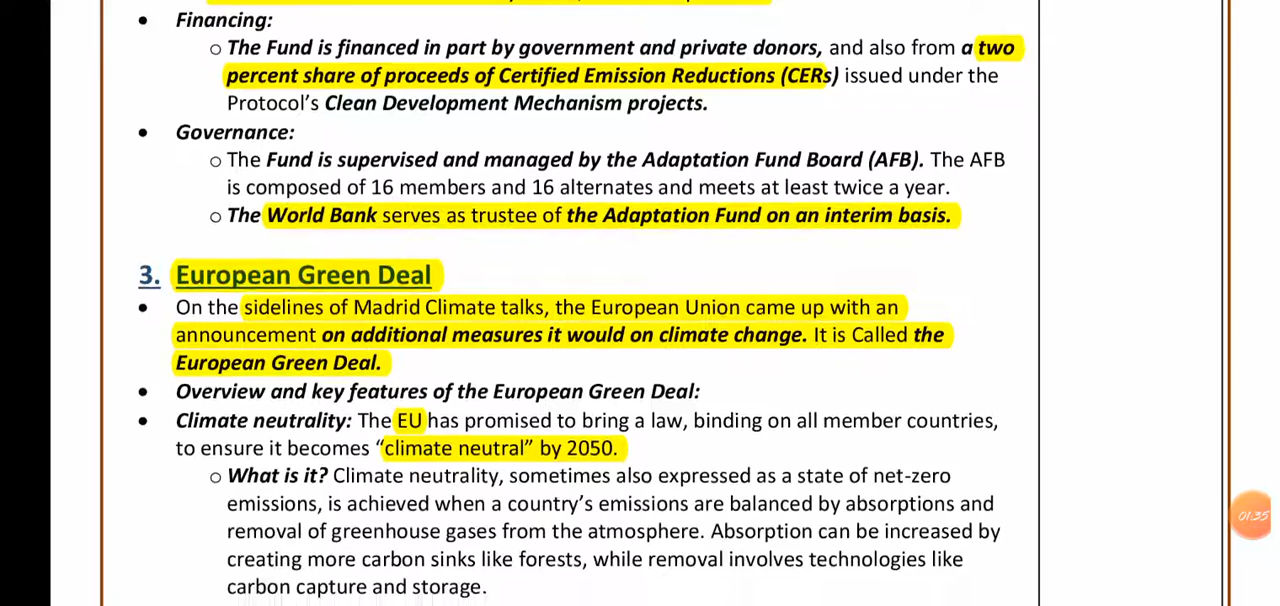 • Financing:
o The Fund is financed in part by government and private donors, and also from a two
percent share of proceeds of Certified Emission Reductions (CERs) issued under the
Protocol's Clean Development Mechanism projects.
• Governance:
o The Fund is supervised and managed by the Adaptation Fund Board (AFB). The AFB
is composed of 16 members and 16 alternates and meets at least twice a year.
o The World Bank serves as trustee of the Adaptation Fund on an interim basis.
3. European Green Deal
• On the sidelines of Madrid Climate talks, the European Union came up with an
announcement on additional measures it would on climate change. It is Called the
European Green Deal.
• Overview and key features of the European Green Deal:
• Climate neutrality: The EU has promised to bring a law, binding on all member countries,
to ensure it becomes “climate neutral” by 2050.
o What is it? Climate neutrality, sometimes also expressed as a state of net-zero
emissions, is achieved when a country’s emissions are balanced by absorptions and
removal of greenhouse gases from the atmosphere. Absorption can be increased by
creating more carbon sinks like forests, while removal involves technologies like
carbon capture and storage.
01:35